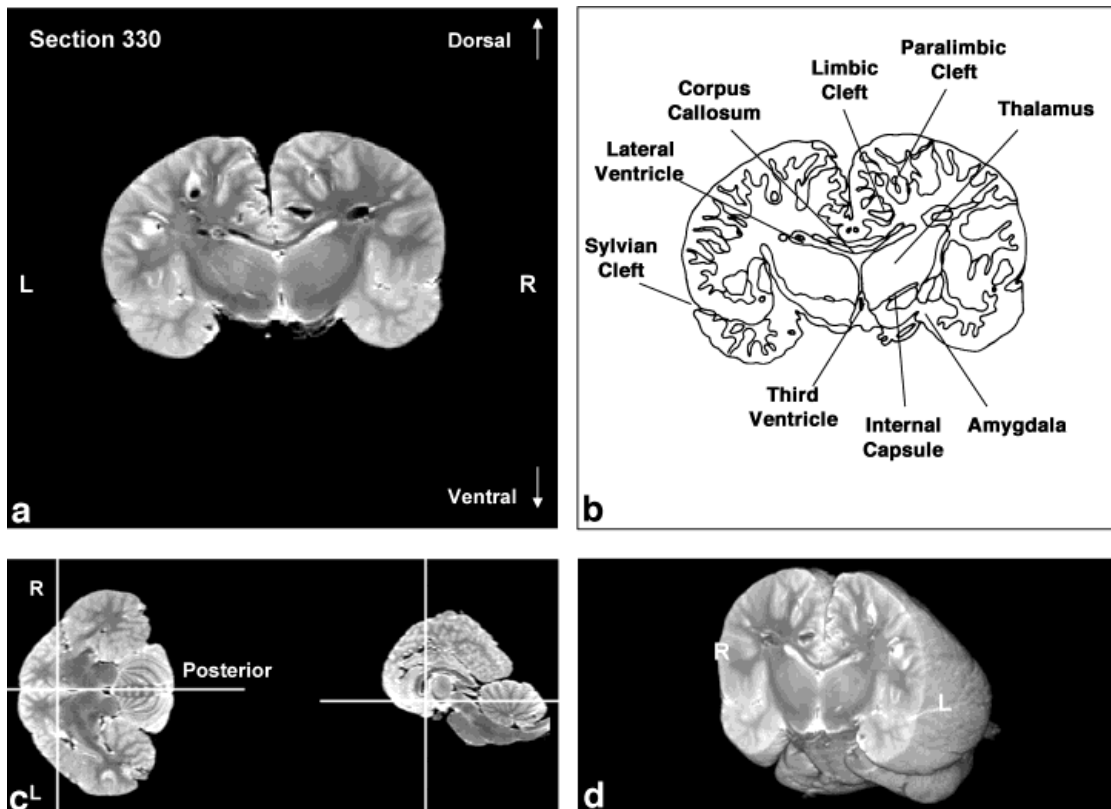 Section 330
Dorsal
L
R
Ventral
a
Paralimbic
Cleft
Limbic
Cleft
Corpus
Callosum
Thalamus
Lateral
Ventricle
Sylvian
Cleft
Third
Ventricle
Internal
Capsule
Amygdala
b
R
Posterior
L
c
R
L
d